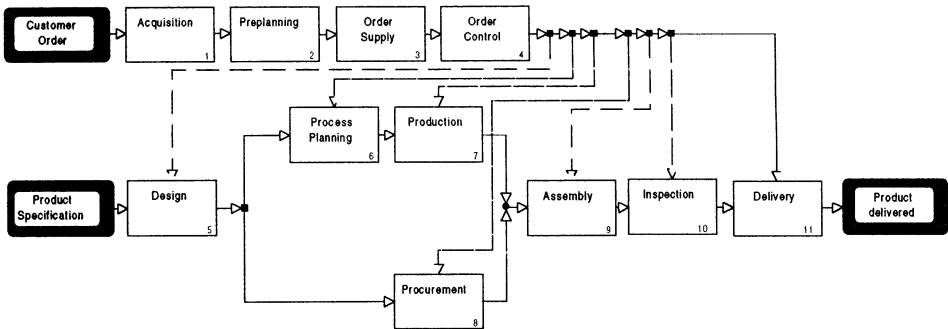 Customer
Order
Acquisition
1
Preplanning
2
Order
Supply
3
Order
Control
4
Process
Planning
6
Production
7
Product
Specification
Design
5
Assembly
9
Inspection
10
Delivery
11
Product
delivered
Procurement
8